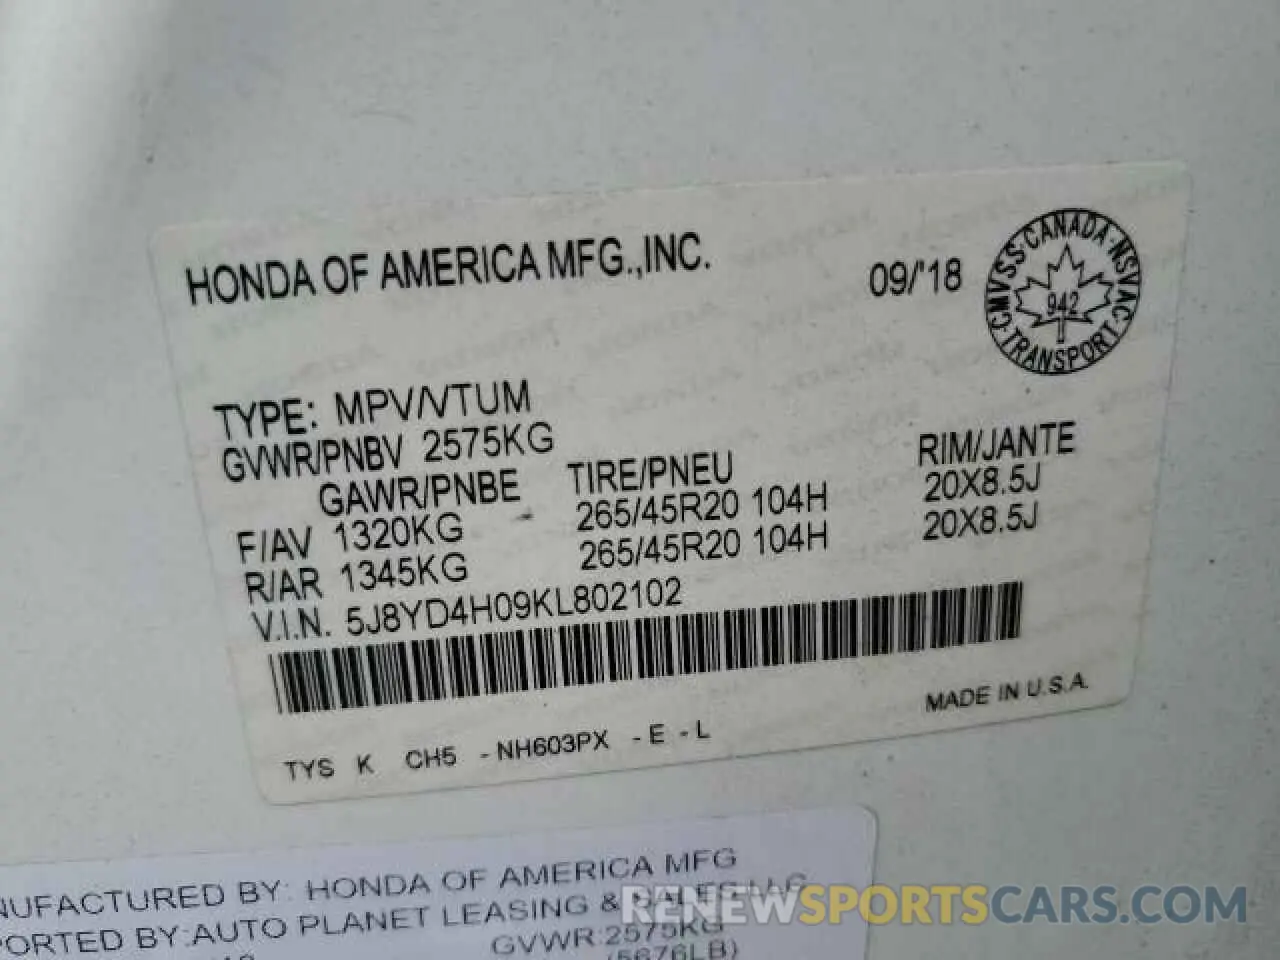 HONDA OF AMERICA MFG.,INC.
09/'18
CMVSS·CANADA·NSVAC·TRANSPORT
942
TYPE: MPV/VTUM
GVWR/PNBV 2575KG
GAWR/PNBE TIRE/PNEU RIM/JANTE
F/AV 1320KG 265/45R20 104H 20X8.5J
R/AR 1345KG 265/45R20 104H 20X8.5J
V.I.N. 5J8YD4H09KL802102
MADE IN U.S.A.
TYS K CH5 -NH603PX -E -L
NUFACTURED BY: HONDA OF AMERICA MFG
PORTED BY:AUTO PLANET LEASING & SALES LLC
GVWR:2575KG
(5676LB)
RENEWSPORTSCARS.COM